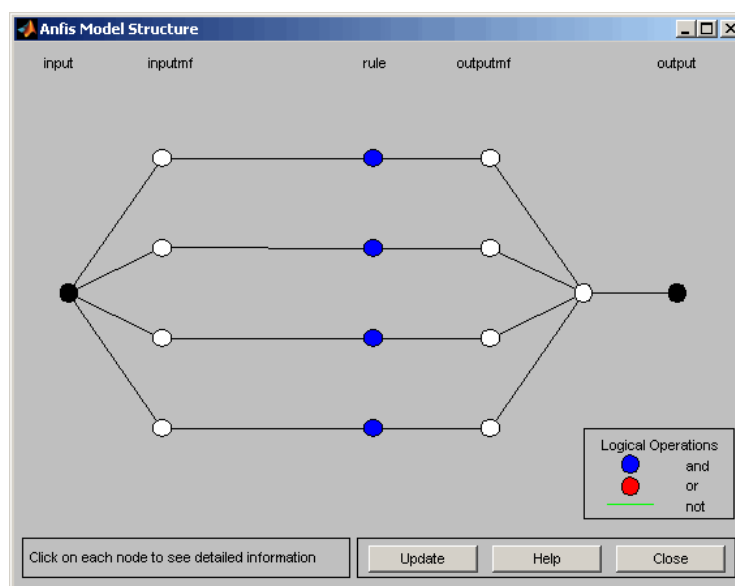 Anfis Model Structure
input inputmf rule outputmf output
Logical Operations
and
or
not
Click on each node to see detailed information
Update Help Close